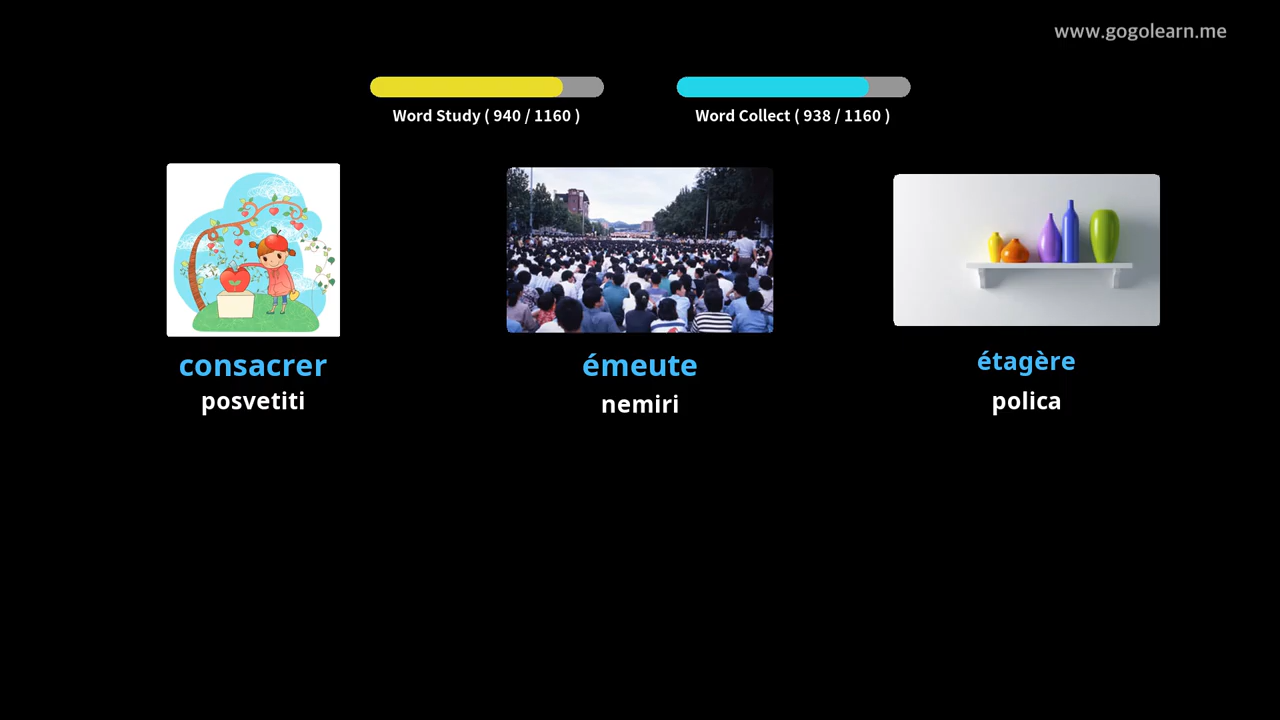 www.gogolearn.me
Word Study ( 940 / 1160 )
Word Collect ( 938 / 1160 )
consacrer
posvetiti
émeute
nemiri
étagère
polica